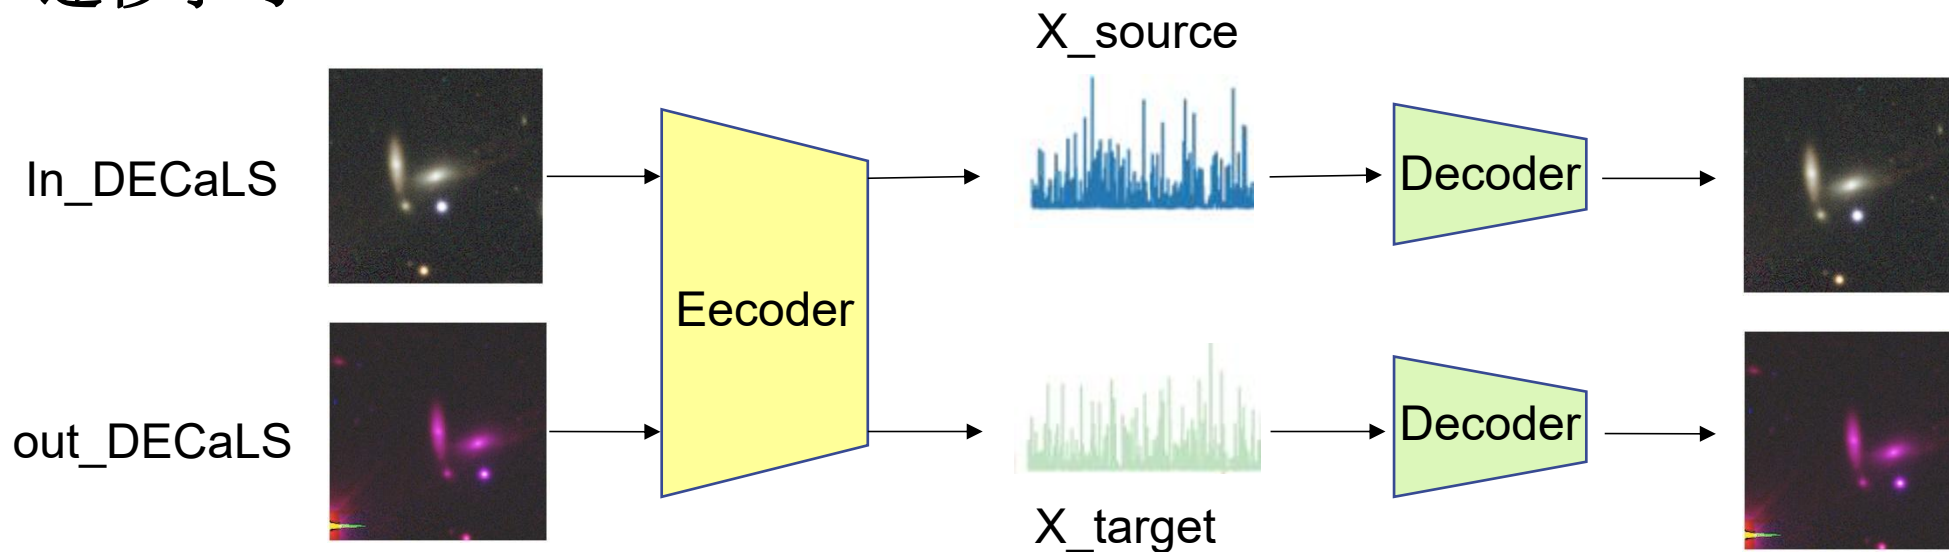 X_source
In_DECaLS
Decoder
Eecoder
out_DECaLS
Decoder
X_target